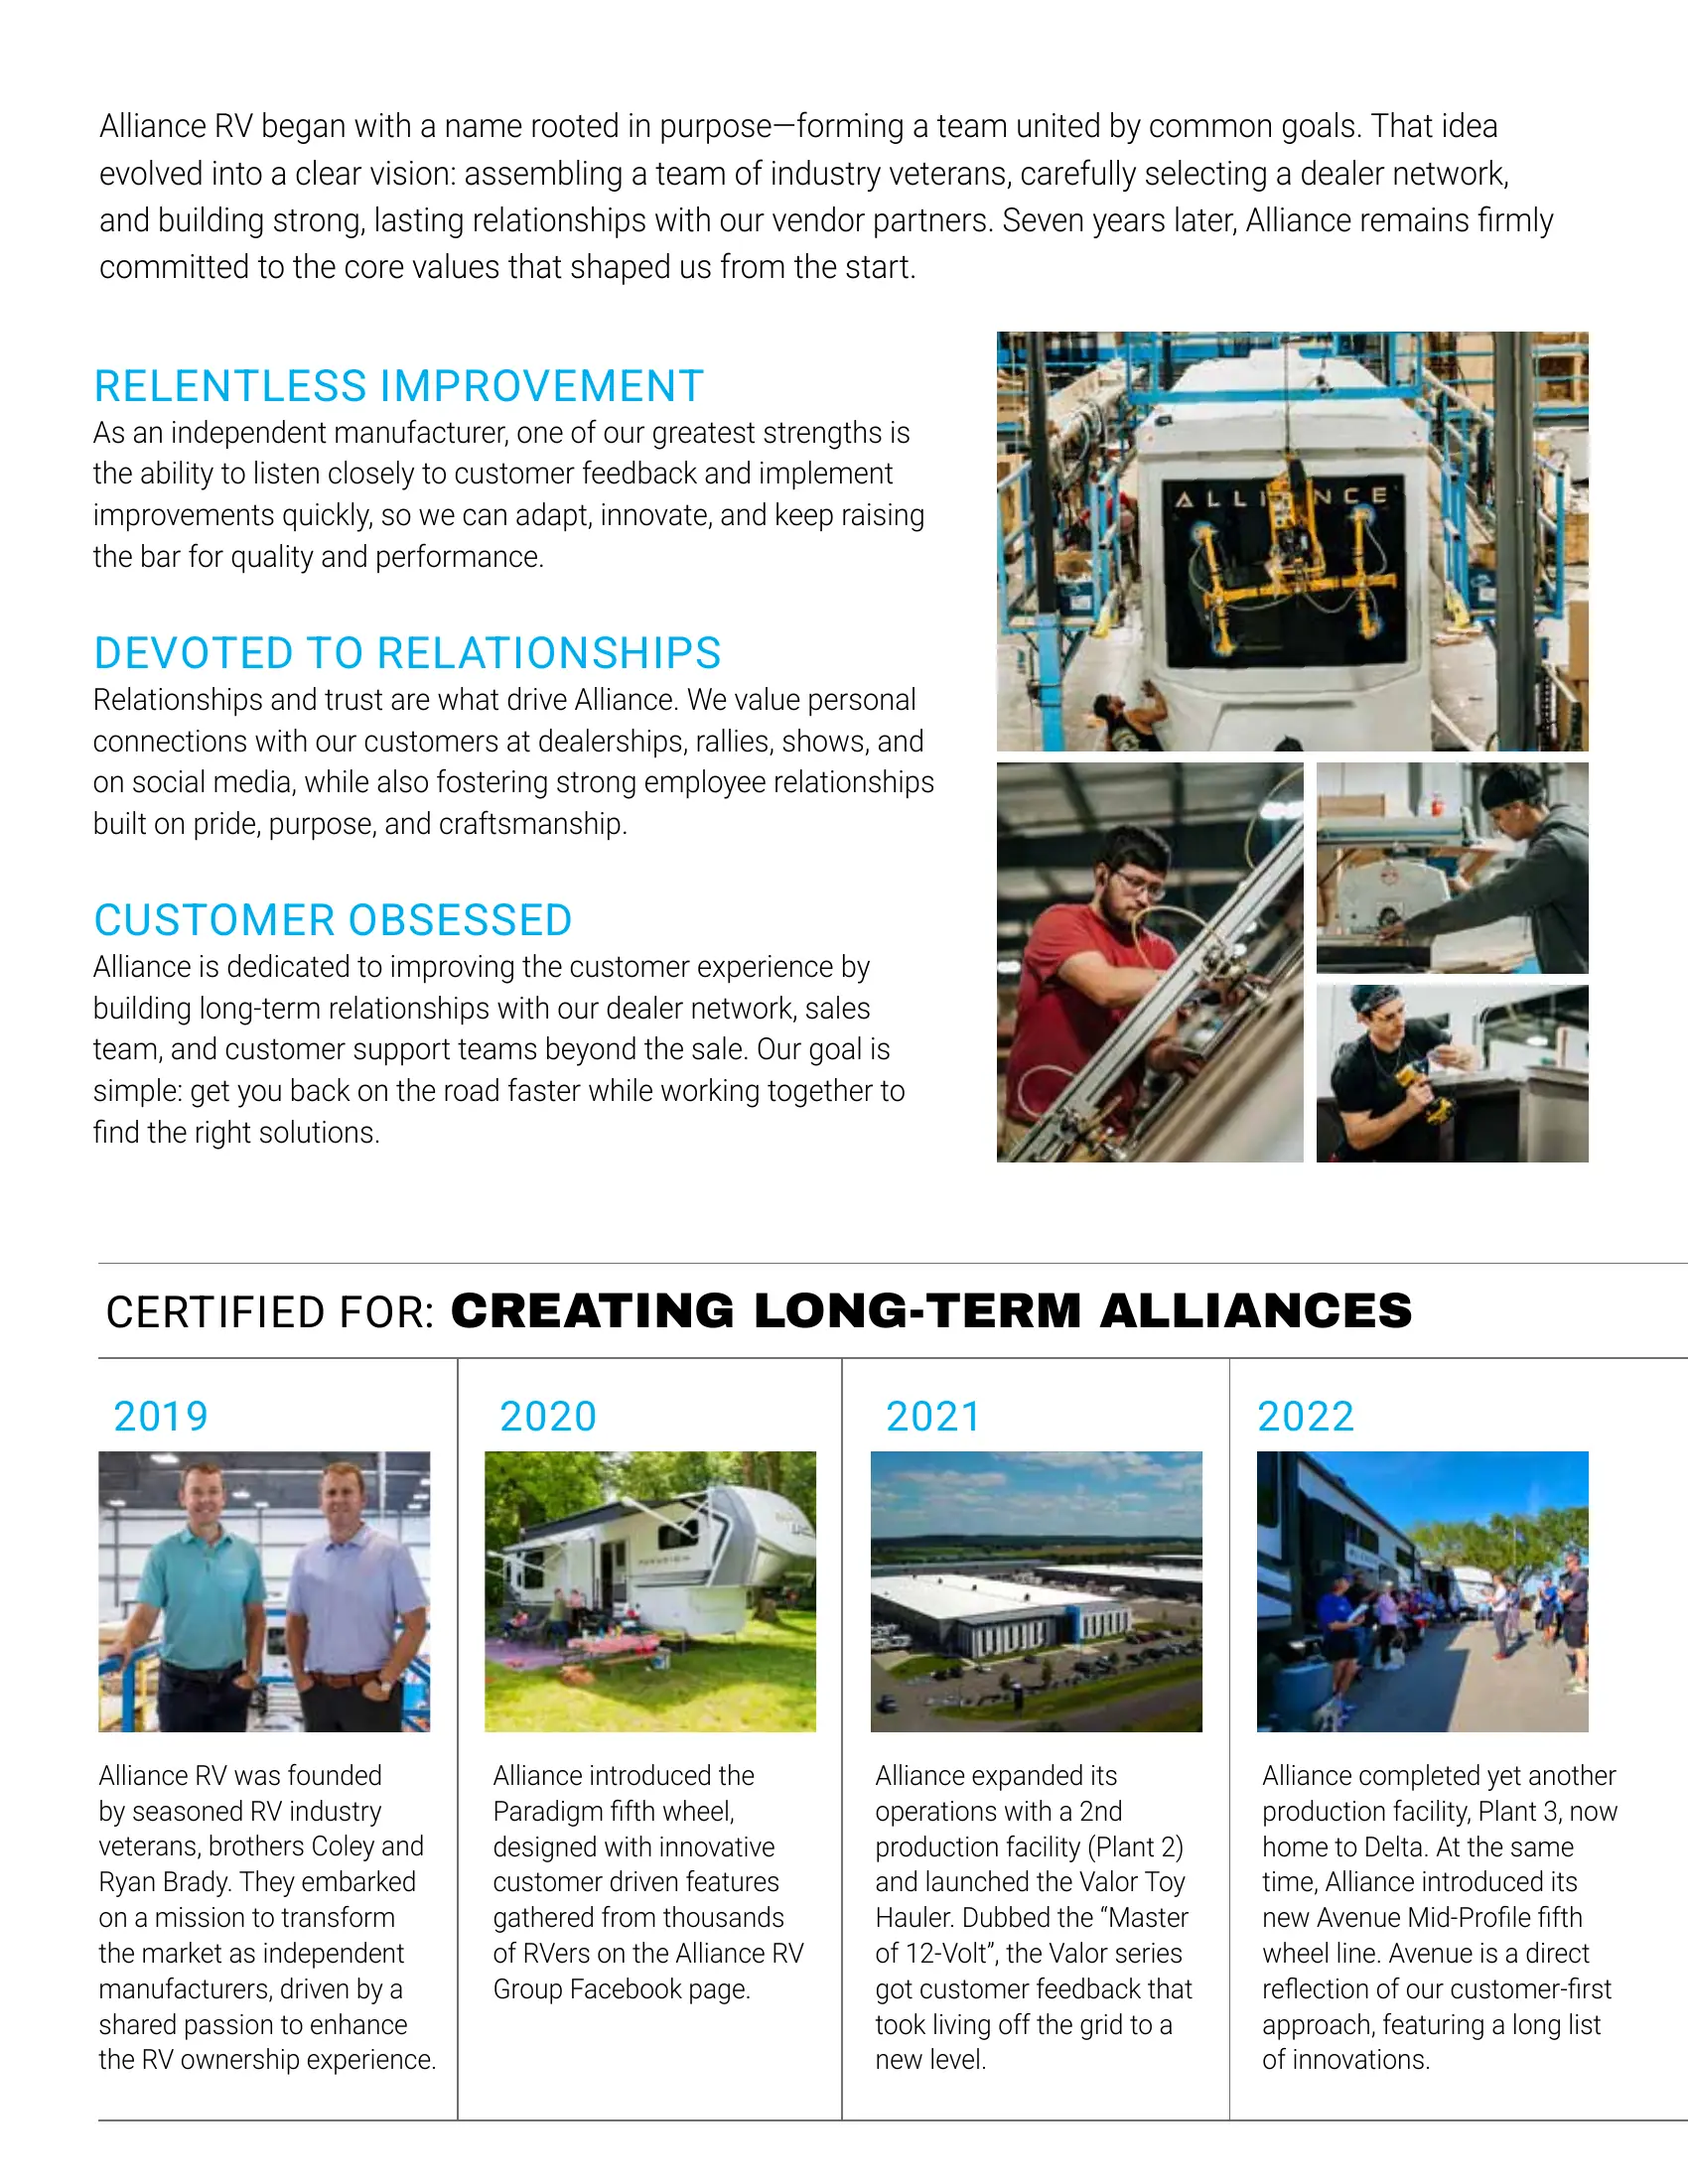 Alliance RV began with a name rooted in purpose—forming a team united by common goals. That idea
evolved into a clear vision: assembling a team of industry veterans, carefully selecting a dealer network,
and building strong, lasting relationships with our vendor partners. Seven years later, Alliance remains firmly
committed to the core values that shaped us from the start.
RELENTLESS IMPROVEMENT
As an independent manufacturer, one of our greatest strengths is
the ability to listen closely to customer feedback and implement
improvements quickly, so we can adapt, innovate, and keep raising
the bar for quality and performance.
DEVOTED TO RELATIONSHIPS
Relationships and trust are what drive Alliance. We value personal
connections with our customers at dealerships, rallies, shows, and
on social media, while also fostering strong employee relationships
built on pride, purpose, and craftsmanship.
CUSTOMER OBSESSED
Alliance is dedicated to improving the customer experience by
building long-term relationships with our dealer network, sales
team, and customer support teams beyond the sale. Our goal is
simple: get you back on the road faster while working together to
find the right solutions.
ALLIANCE
CERTIFIED FOR: CREATING LONG-TERM ALLIANCES
2019
Alliance RV was founded
by seasoned RV industry
veterans, brothers Coley and
Ryan Brady. They embarked
on a mission to transform
the market as independent
manufacturers, driven by a
shared passion to enhance
the RV ownership experience.
2020
PARADIGM
Alliance introduced the
Paradigm fifth wheel,
designed with innovative
customer driven features
gathered from thousands
of RVers on the Alliance RV
Group Facebook page.
2021
Alliance expanded its
operations with a 2nd
production facility (Plant 2)
and launched the Valor Toy
Hauler. Dubbed the “Master
of 12-Volt”, the Valor series
got customer feedback that
took living off the grid to a
new level.
2022
Alliance completed yet another
production facility, Plant 3, now
home to Delta. At the same
time, Alliance introduced its
new Avenue Mid-Profile fifth
wheel line. Avenue is a direct
reflection of our customer-first
approach, featuring a long list
of innovations.